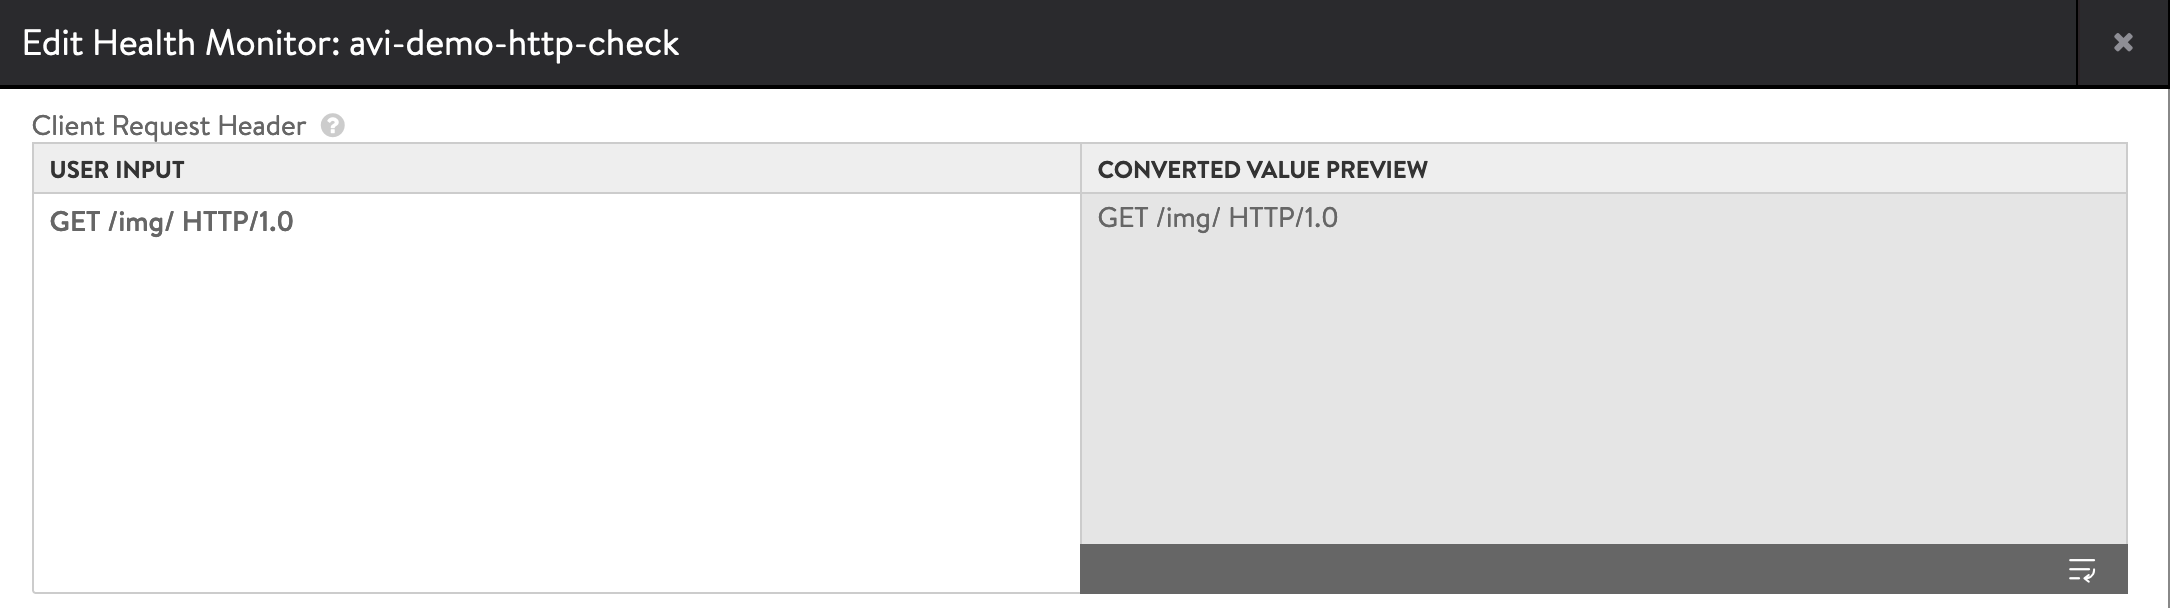 Edit Health Monitor: avi-demo-http-check
Client Request Header
USER INPUT
CONVERTED VALUE PREVIEW
GET /img/ HTTP/1.0
GET /img/ HTTP/1.0